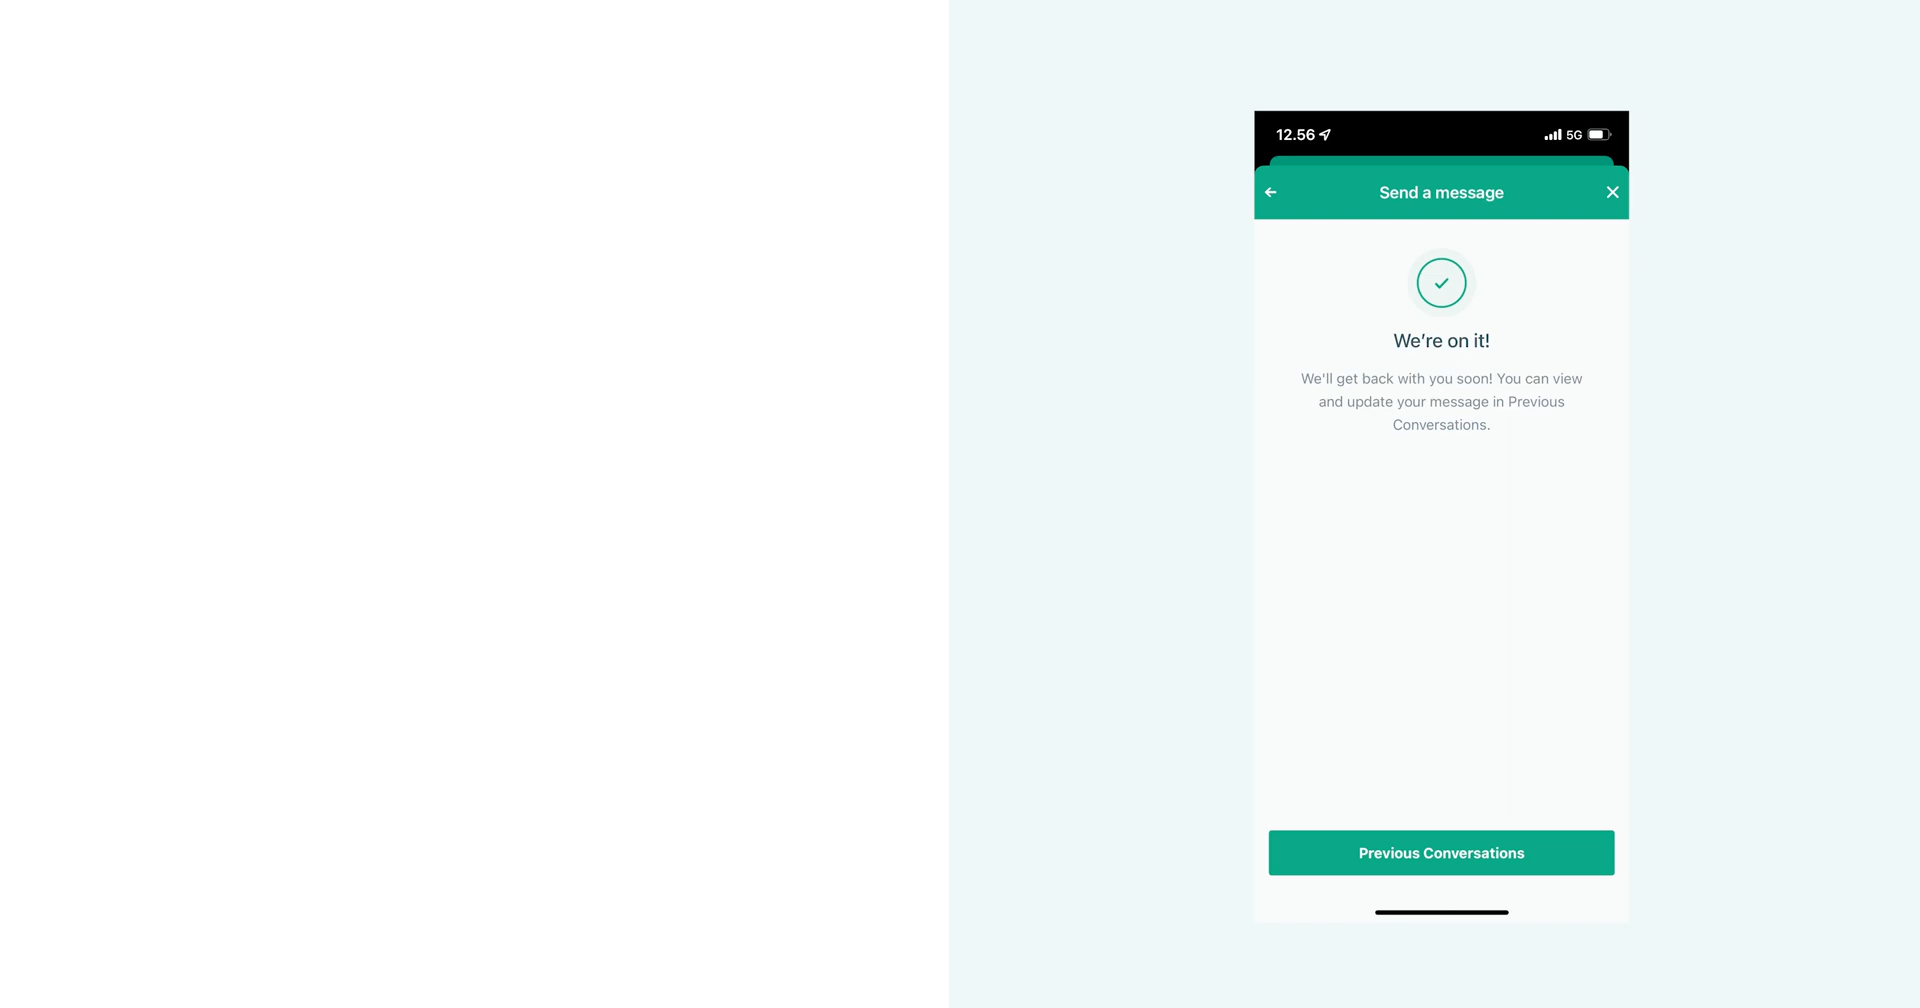 12.56
5G
Send a message
We’re on it!
We'll get back with you soon! You can view
and update your message in Previous
Conversations.
Previous Conversations